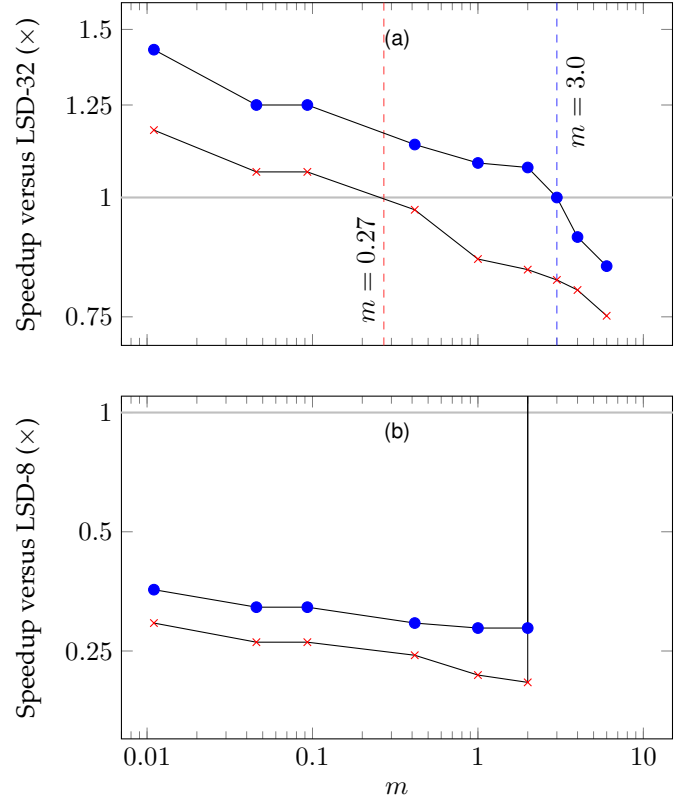 Speedup versus LSD-32 (×)
1.5
1.25
1
0.75
(a)
m = 0.27
m = 3.0
Speedup versus LSD-8 (×)
1
0.5
0.25
(b)
0.01
0.1
1
10
m